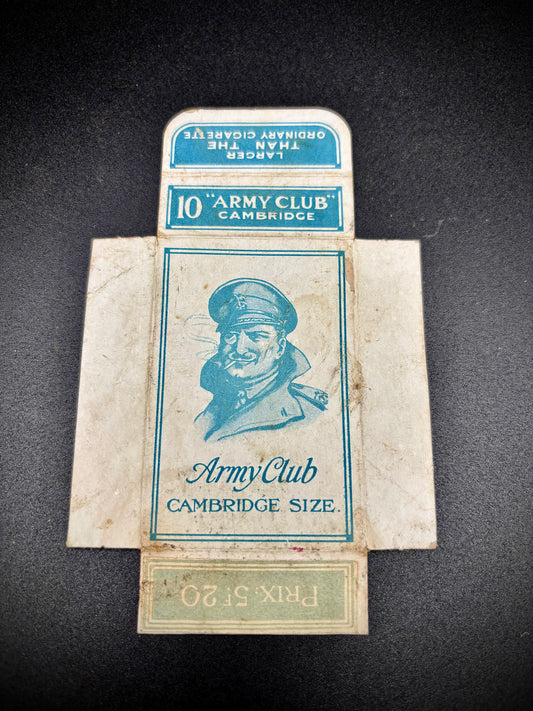 LARGER
THAN THE
ORDINARY CIGARETTE
10 "ARMY CLUB"
CAMBRIDGE
Army Club
CAMBRIDGE SIZE.
PRIX: 5F20